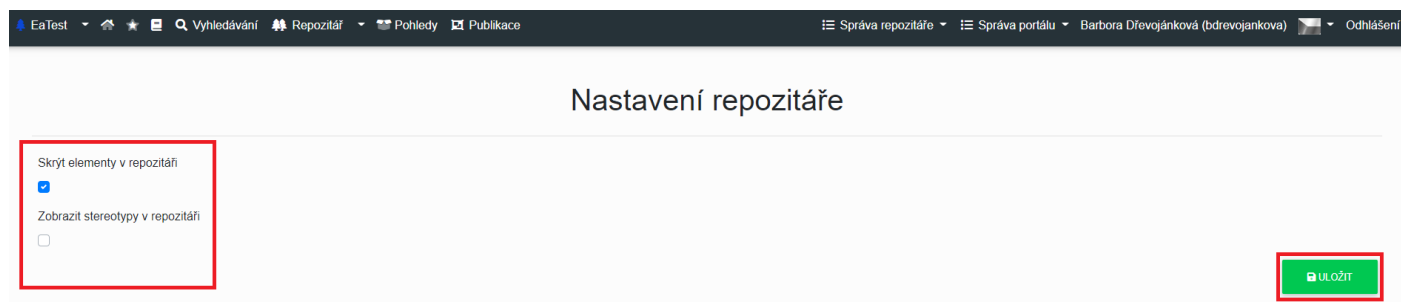 EaTest Vyhledávání Repozitář Pohledy Publikace Správa repozitáře Správa portálu Barbora Dřevojánková (bdrevojankova) Odhlášení
Nastavení repozitáře
Skrýt elementy v repozitáři
Zobrazit stereotypy v repozitáři
ULOŽIT